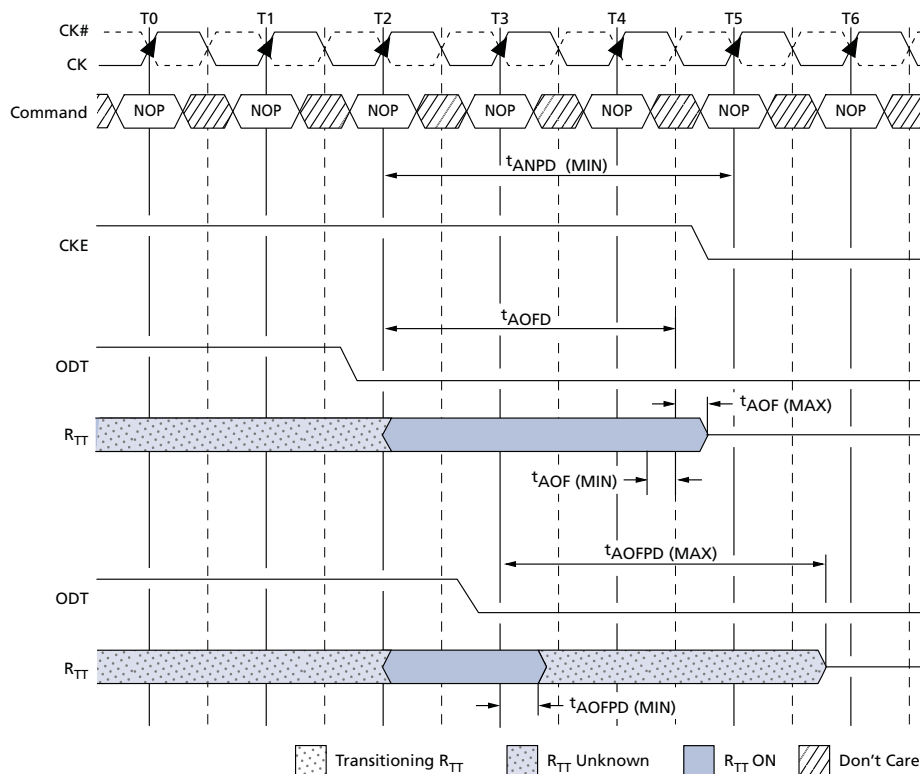 T0 T1 T2 T3 T4 T5 T6
CK#
CK
Command NOP NOP NOP NOP NOP NOP NOP
tANPD (MIN)
CKE
tAOFD
ODT
tAOF (MAX)
RTT
tAOF (MIN)
tAOFPD (MAX)
ODT
RTT
tAOFPD (MIN)
Transitioning RTT RTT Unknown RTT ON Don't Care